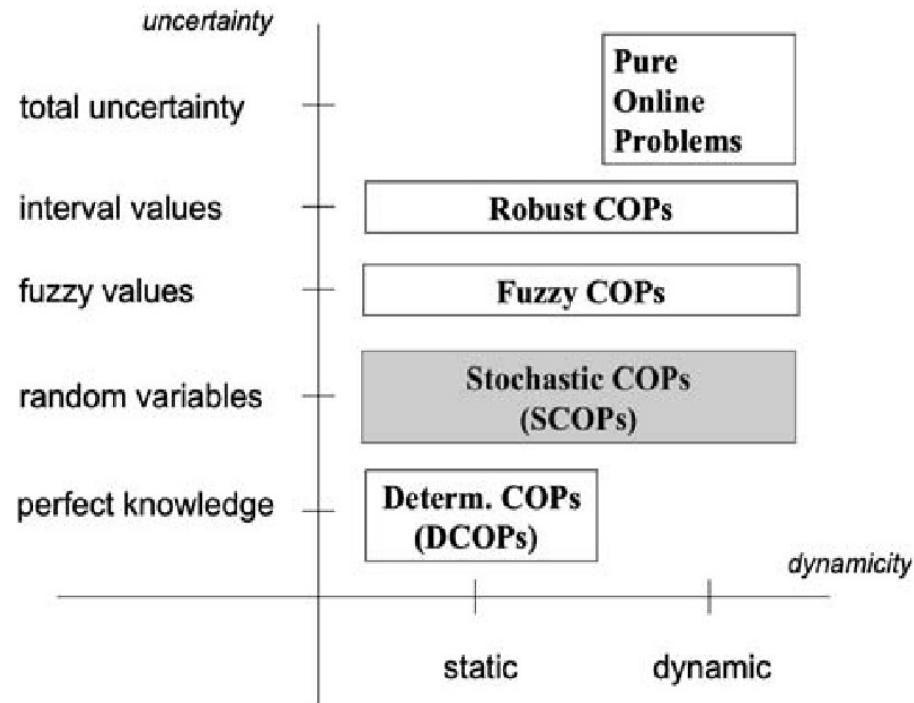 uncertainty
total uncertainty
Pure
Online
Problems
interval values
Robust COPs
fuzzy values
Fuzzy COPs
random variables
Stochastic COPs
(SCOPs)
perfect knowledge
Determ. COPs
(DCOPs)
dynamicity
static
dynamic